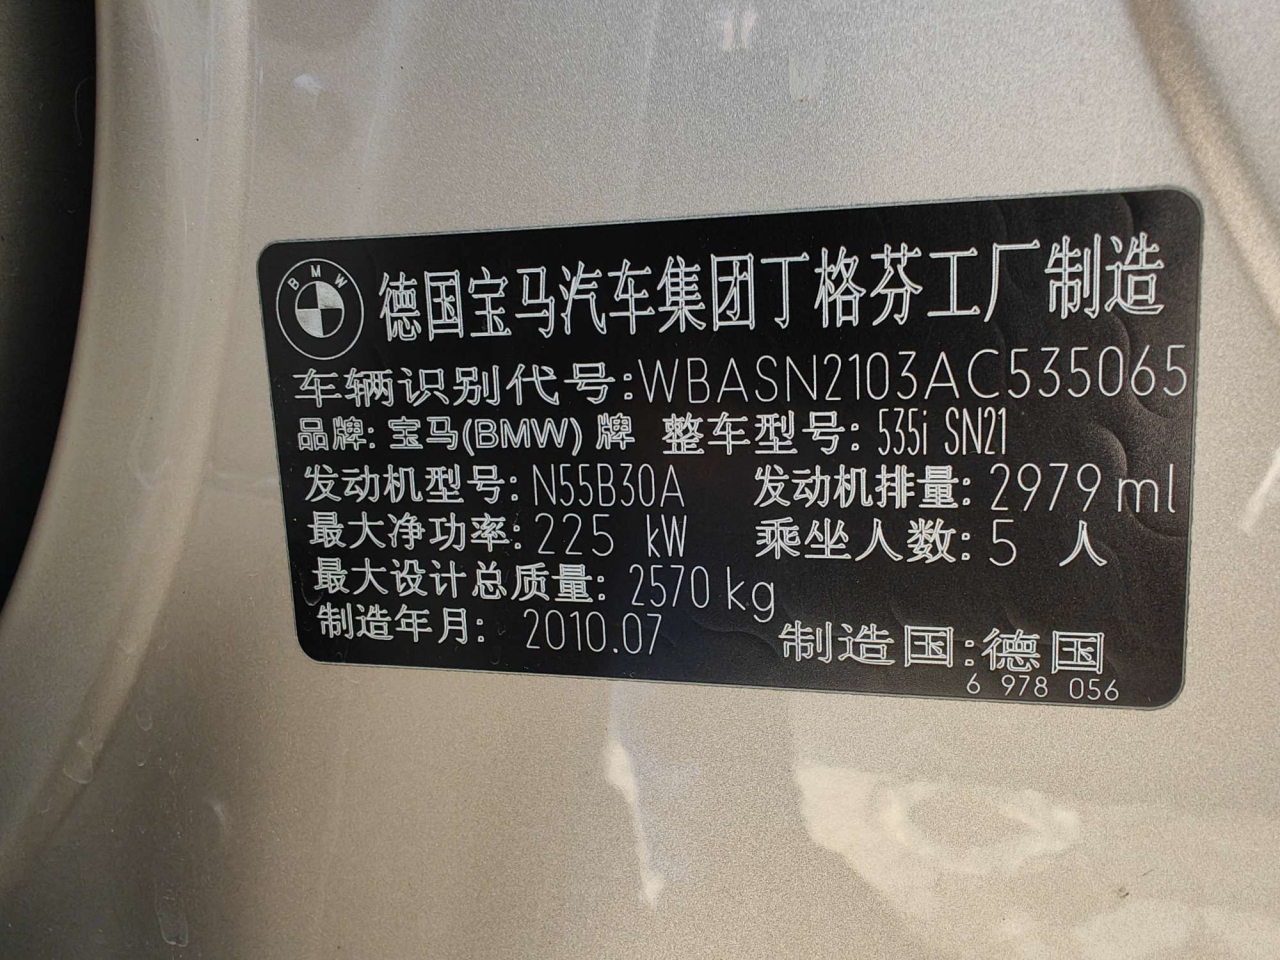 BMW
德国宝马汽车集团丁格芬工厂制造
车辆识别代号:WBASN2103AC535065
品牌: 宝马(BMW) 牌 整车型号: 535i SN21
发动机型号: N55B30A 发动机排量: 2979 ml
最大净功率: 225 kW 乘坐人数: 5 人
最大设计总质量: 2570 kg
制造年月: 2010.07 制造国:德国
6 978 056